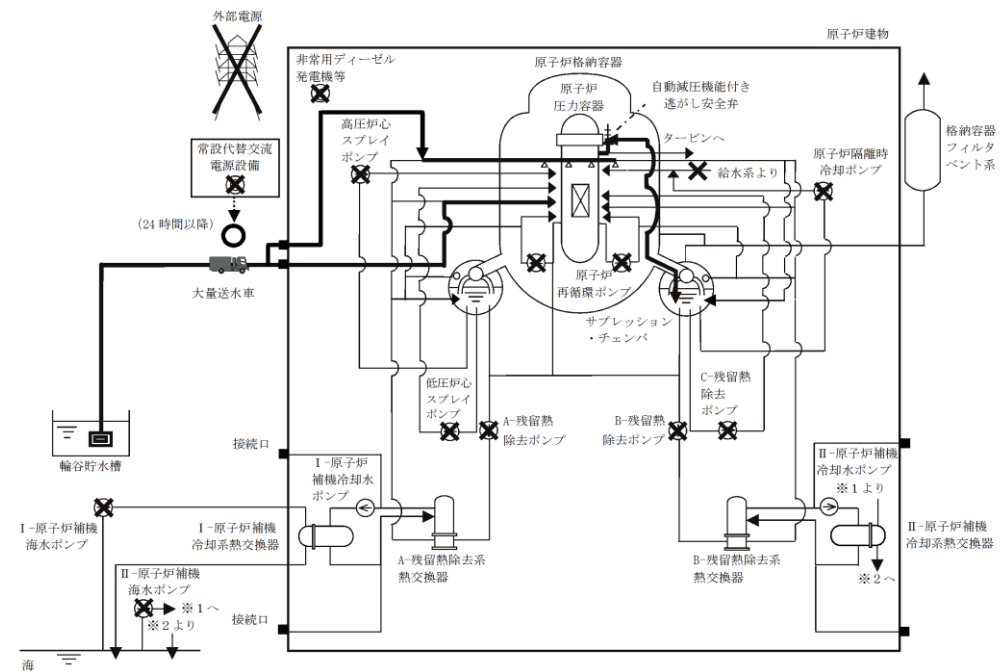 外部電源
原子炉建物
非常用ディーゼル
発電機等
原子炉格納容器
原子炉
圧力容器
自動減圧機能付き
逃がし安全弁
高圧炉心
スプレイ
ポンプ
タービンへ
給水系より
原子炉隔離時
冷却ポンプ
格納容器
フィルタ
ベント系
常設代替交流
電源設備
(24時間以降)
大量送水車
原子炉
再循環ポンプ
サプレッション
・チェンバ
低圧炉心
スプレイ
ポンプ
A-残留熱
除去ポンプ
B-残留熱
除去ポンプ
C-残留熱
除去
ポンプ
輪谷貯水槽
接続口
Ⅰ-原子炉
補機冷却水
ポンプ
Ⅱ-原子炉補機
冷却水ポンプ
※1より
Ⅰ-原子炉補機
海水ポンプ
Ⅰ-原子炉補機
冷却系熱交換器
A-残留熱除去系
熱交換器
B-残留熱除去系
熱交換器
Ⅱ-原子炉補機
冷却系熱交換器
※2へ
Ⅱ-原子炉補機
海水ポンプ
※1へ
※2より
接続口
海